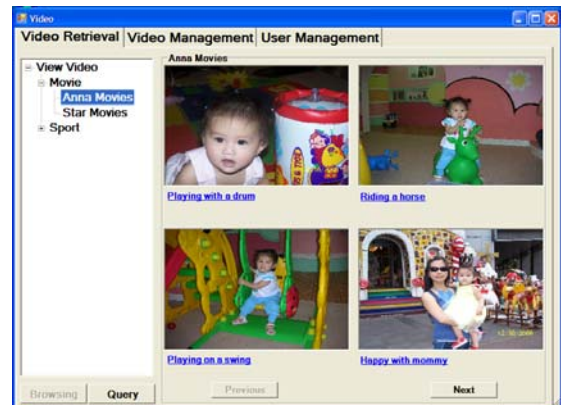 Video
Video Retrieval Video Management User Management
View Video
Movie
Anna Movies
Star Movies
Sport
Anna Movies
Playing with a drum
Riding a horse
Playing on a swing
Happy with mommy
Browsing
Query
Previous
Next